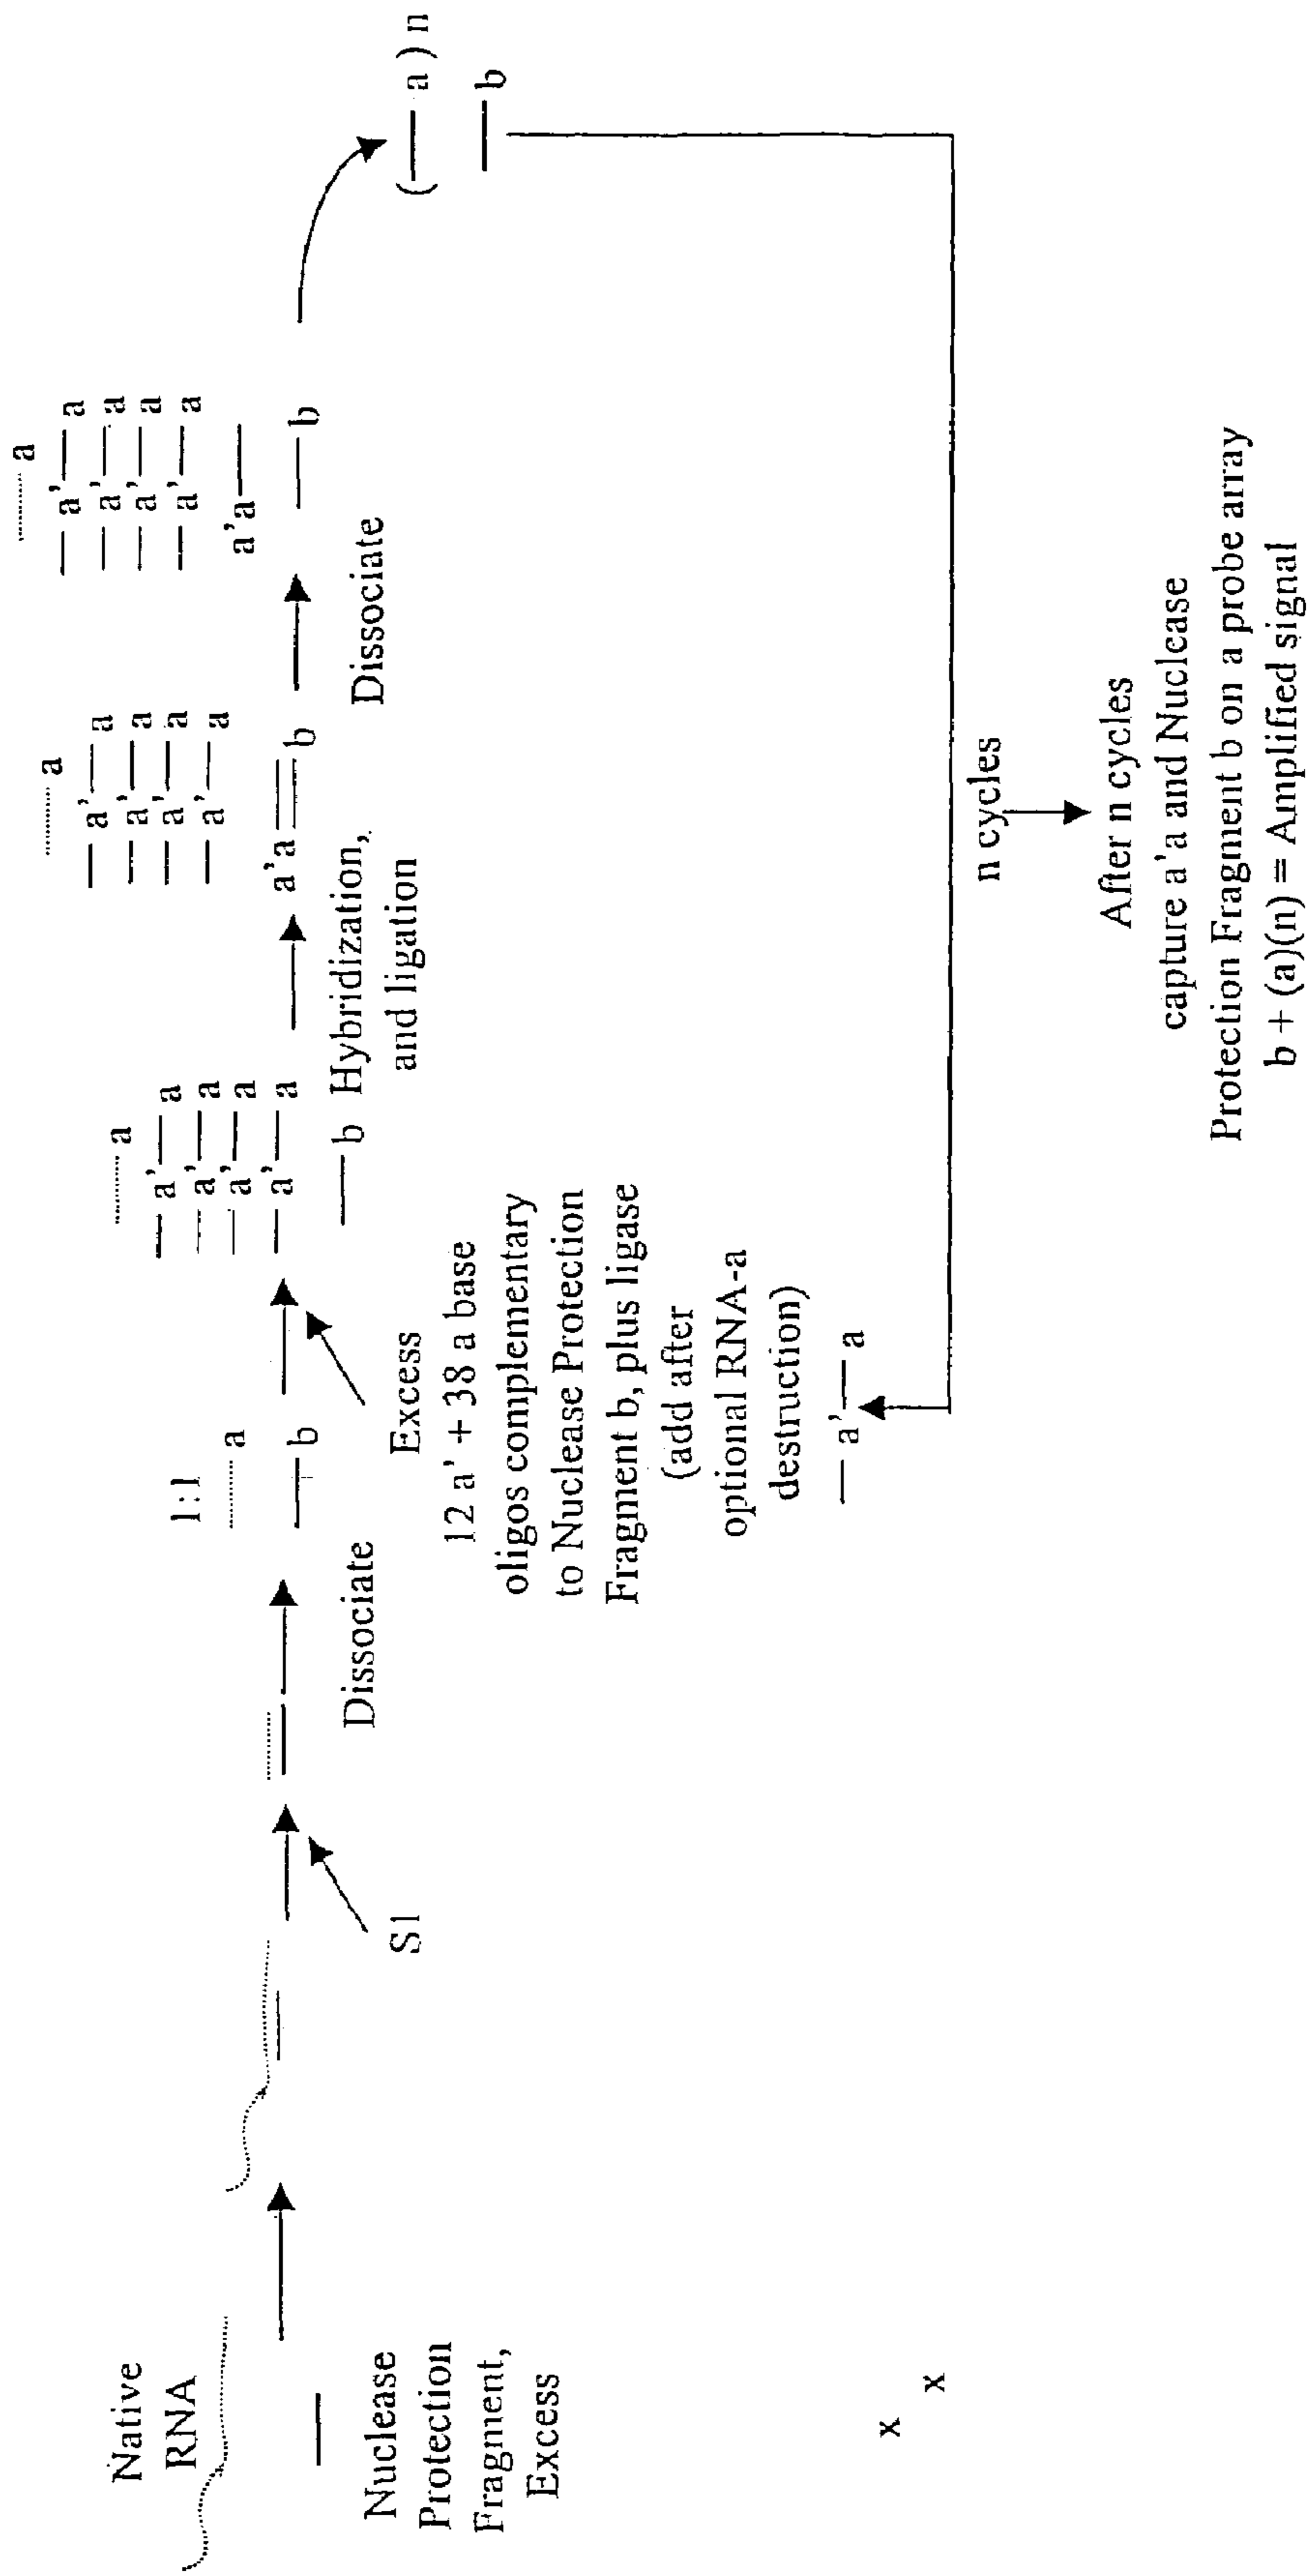 Native
RNA
Nuclease
Protection
Fragment,
Excess
S1
Dissociate
1:1
a
b
Excess
12 a' + 38 a base
oligos complementary
to Nuclease Protection
Fragment b, plus ligase
(add after
optional RNA-a
destruction)
a
a' a
a' a
a' a
a' a
b
Hybridization,
and ligation
a
a' a
a' a
a' a
a' a
a'a b
Dissociate
a
a' a
a' a
a' a
a' a
a'a
b
( a ) n
b
a' a
n cycles
After n cycles
capture a'a and Nuclease
Protection Fragment b on a probe array
b + (a)(n) = Amplified signal
x
x